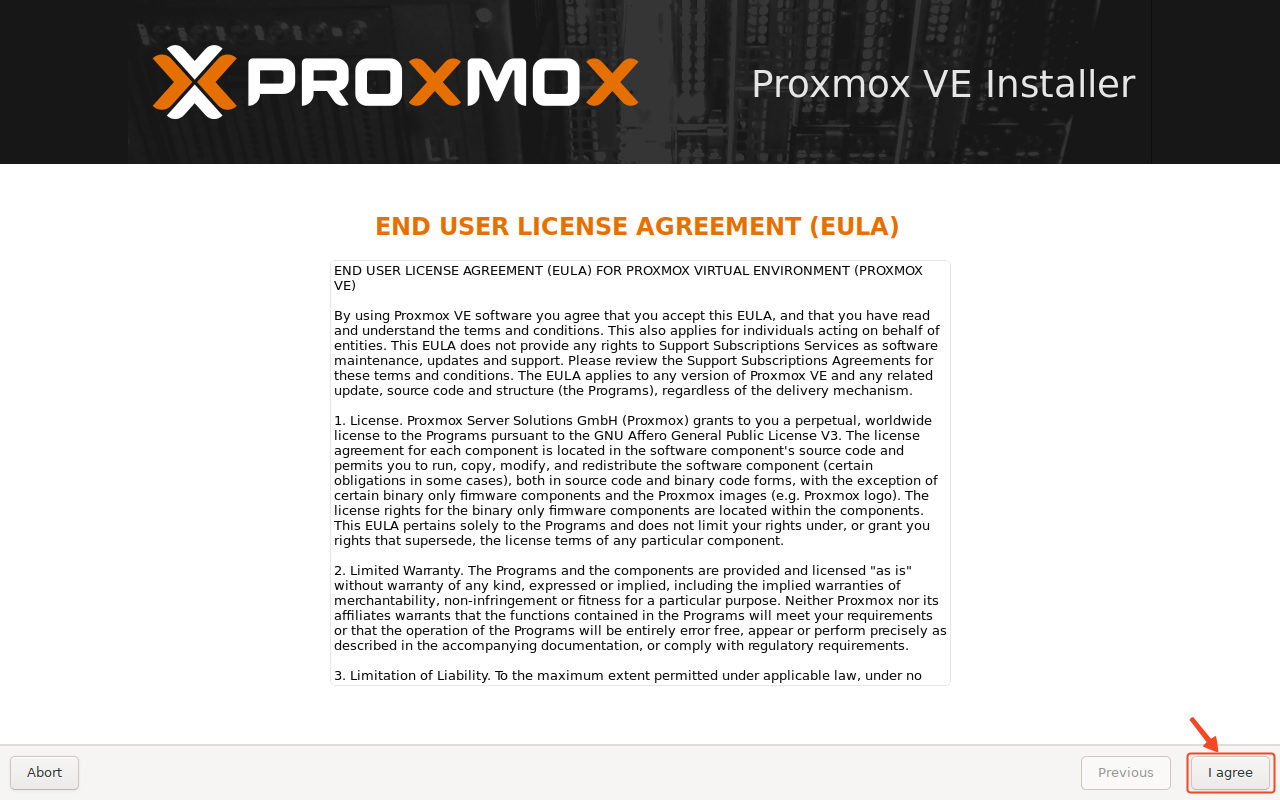 PROXMOX
Proxmox VE Installer
END USER LICENSE AGREEMENT (EULA)
END USER LICENSE AGREEMENT (EULA) FOR PROXMOX VIRTUAL ENVIRONMENT (PROXMOX
VE)
By using Proxmox VE software you agree that you accept this EULA, and that you have read
and understand the terms and conditions. This also applies for individuals acting on behalf of
entities. This EULA does not provide any rights to Support Subscriptions Services as software
maintenance, updates and support. Please review the Support Subscriptions Agreements for
these terms and conditions. The EULA applies to any version of Proxmox VE and any related
update, source code and structure (the Programs), regardless of the delivery mechanism.
1. License. Proxmox Server Solutions GmbH (Proxmox) grants to you a perpetual, worldwide
license to the Programs pursuant to the GNU Affero General Public License V3. The license
agreement for each component is located in the software component's source code and
permits you to run, copy, modify, and redistribute the software component (certain
obligations in some cases), both in source code and binary code forms, with the exception of
certain binary only firmware components and the Proxmox images (e.g. Proxmox logo). The
license rights for the binary only firmware components are located within the components.
This EULA pertains solely to the Programs and does not limit your rights under, or grant you
rights that supersede, the license terms of any particular component.
2. Limited Warranty. The Programs and the components are provided and licensed "as is"
without warranty of any kind, expressed or implied, including the implied warranties of
merchantability, non-infringement or fitness for a particular purpose. Neither Proxmox nor its
affiliates warrants that the functions contained in the Programs will meet your requirements
or that the operation of the Programs will be entirely error free, appear or perform precisely as
described in the accompanying documentation, or comply with regulatory requirements.
3. Limitation of Liability. To the maximum extent permitted under applicable law, under no
Abort
Previous
I agree